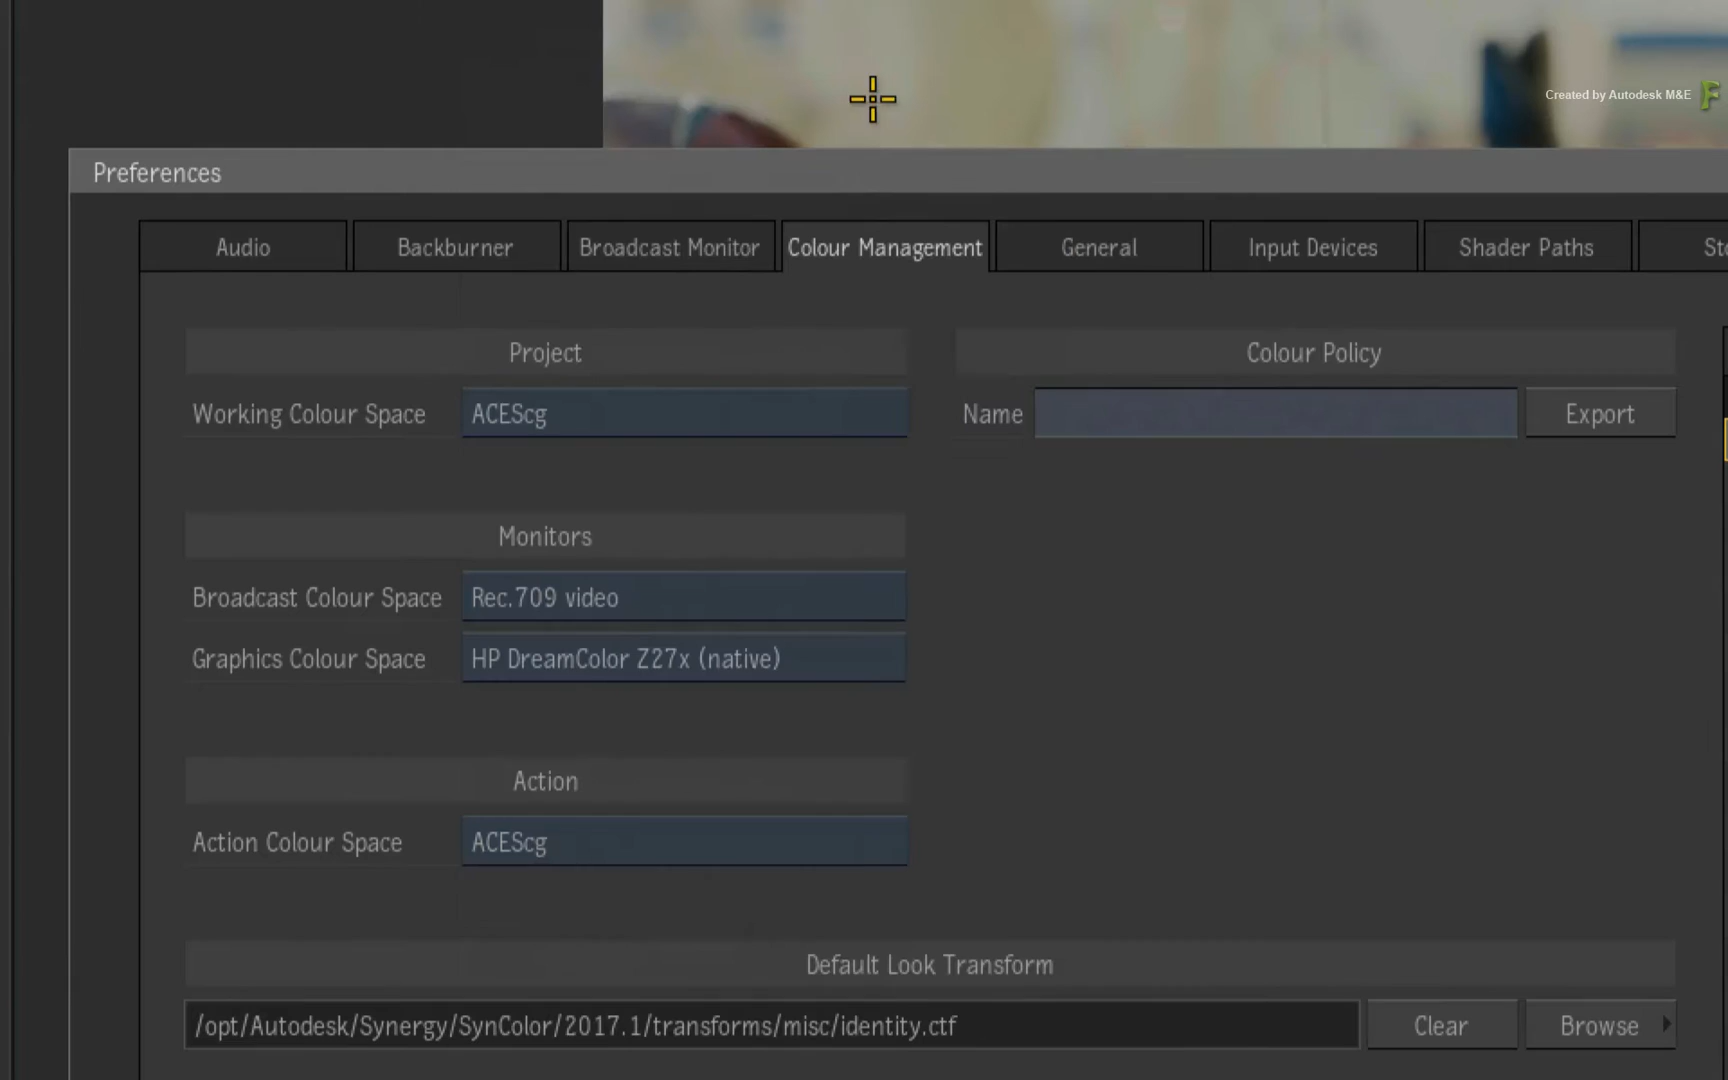 Created by Autodesk M&E
Preferences
Audio
Backburner
Broadcast Monitor
Colour Management
General
Input Devices
Shader Paths
Project
Colour Policy
Working Colour Space
ACEScg
Name
Export
Monitors
Broadcast Colour Space
Rec.709 video
Graphics Colour Space
HP DreamColor Z27x (native)
Action
Action Colour Space
ACEScg
Default Look Transform
/opt/Autodesk/Synergy/SynColor/2017.1/transforms/misc/identity.ctf
Clear
Browse